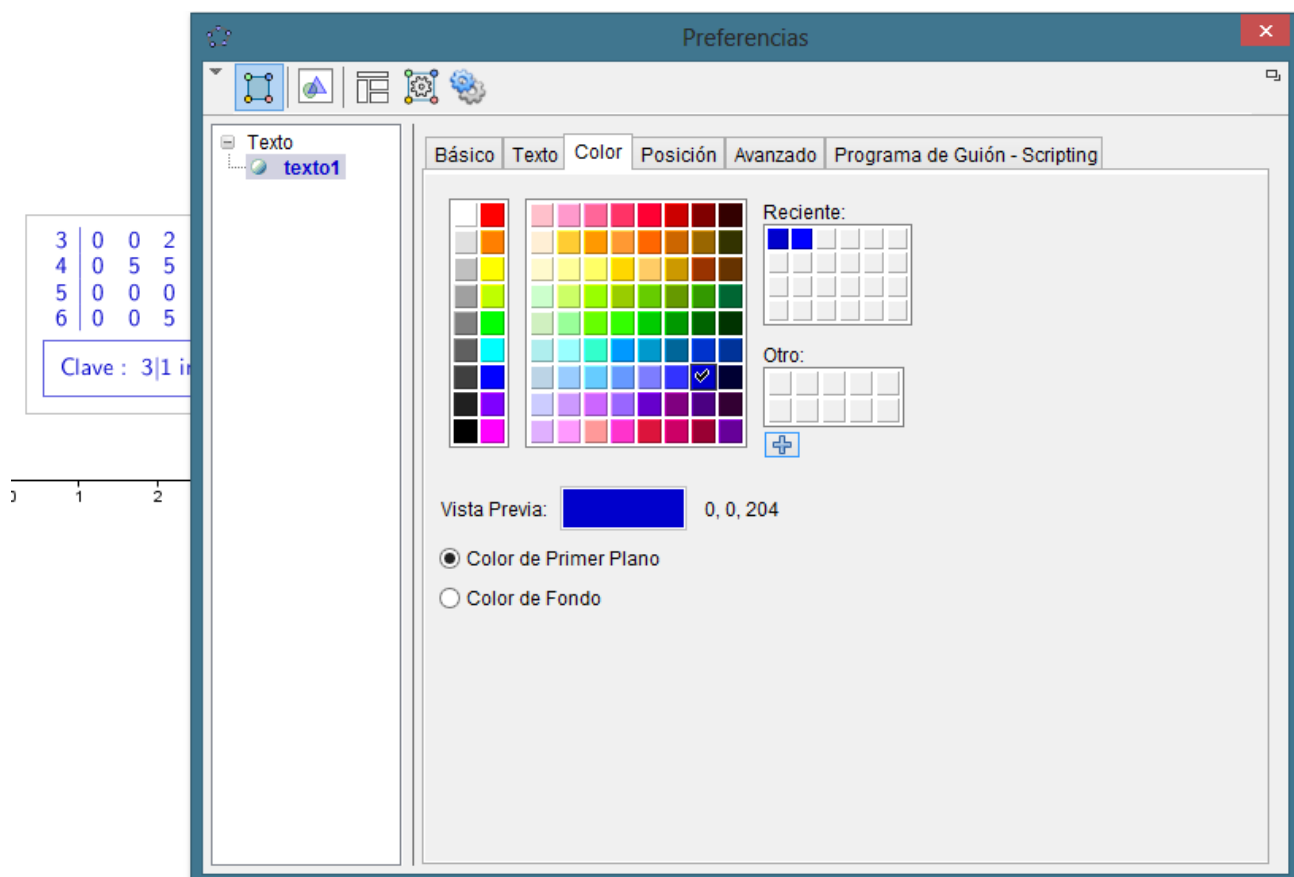 Preferencias
Texto
texto1
Básico Texto Color Posición Avanzado Programa de Guión - Scripting
Reciente:
Otro:
Vista Previa: 0, 0, 204
Color de Primer Plano
Color de Fondo
3 | 0 0 2
4 | 0 5 5
5 | 0 0 0
6 | 0 0 5
Clave : 3|1
1 2